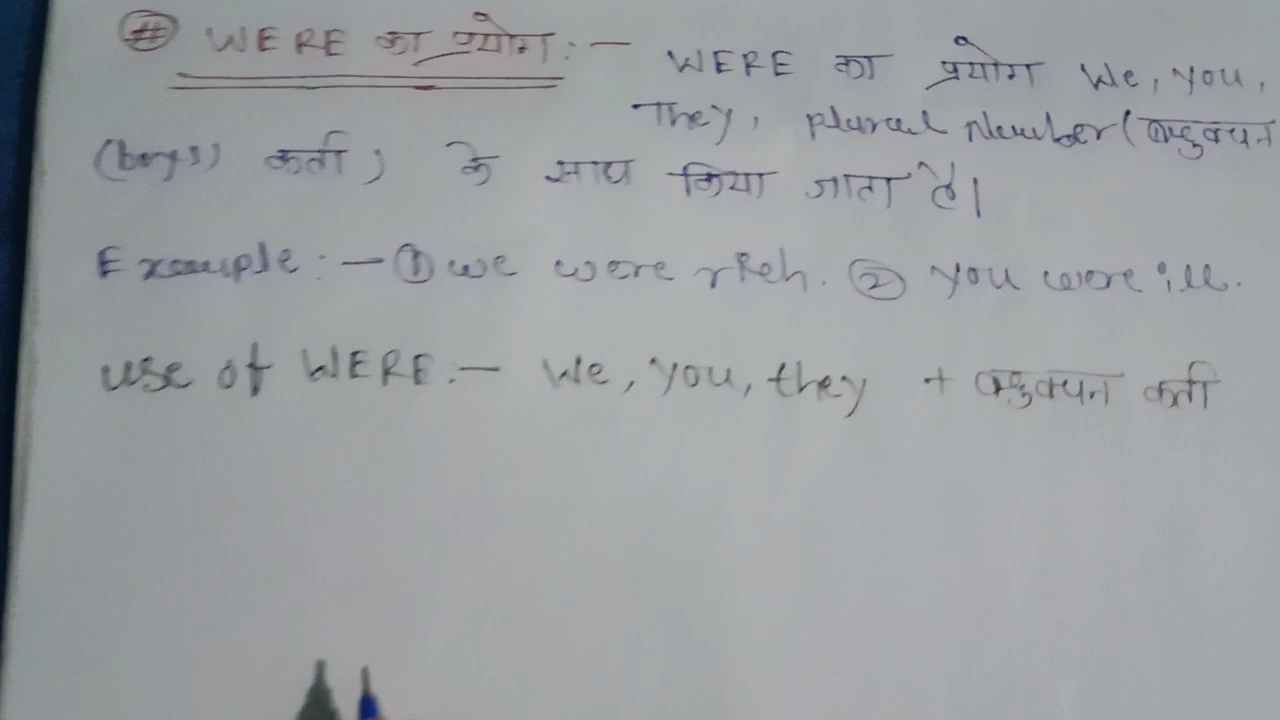 # WERE का प्रयोग :- WERE का प्रयोग We, you,
They, plural Number (बहुवचन
(boys) कर्ता) के साथ किया जाता है।
Example :- ① we were rich. ② you were ill.
use of WERE :- We, you, they + बहुवचन कर्ता